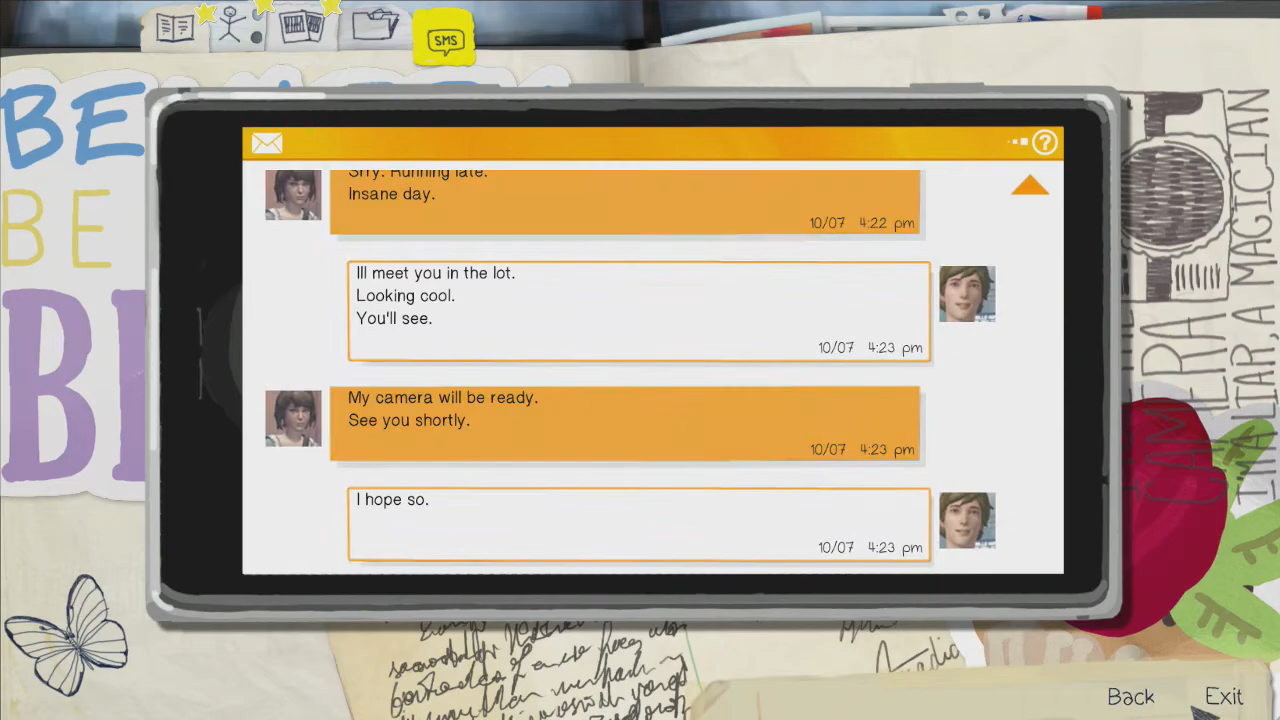 SMS
BE
BE
Srry. Running late.
Insane day.
10/07 4:22 pm
Ill meet you in the lot.
Looking cool.
You'll see.
10/07 4:23 pm
My camera will be ready.
See you shortly.
10/07 4:23 pm
I hope so.
10/07 4:23 pm
I AM A LIAR, A MAGICIAN
Back
Exit